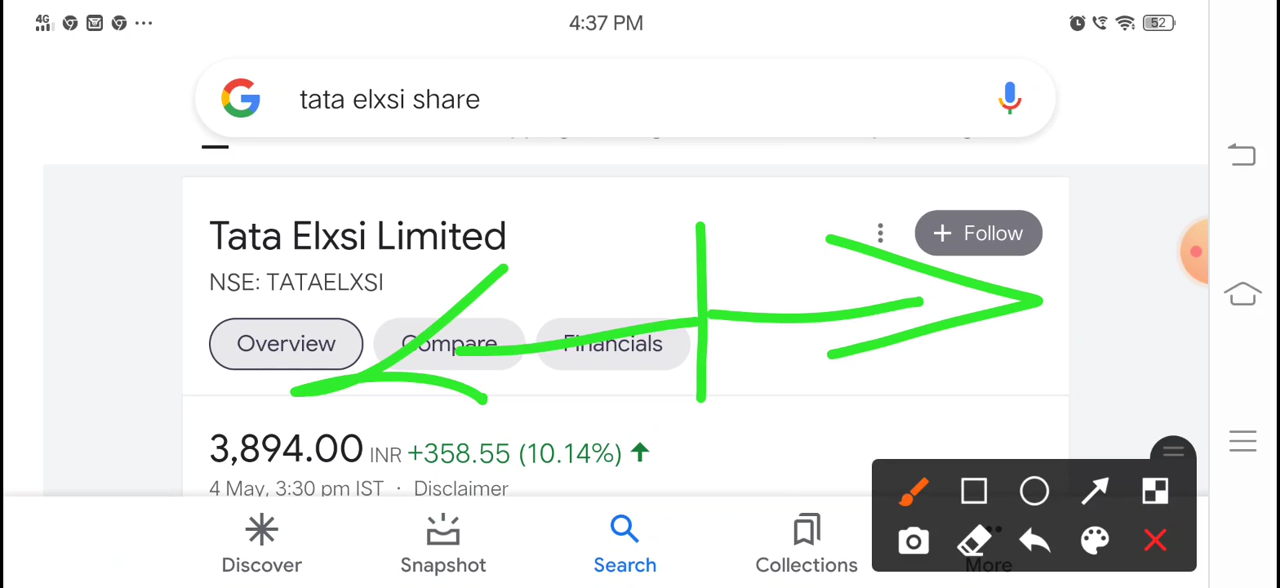 4G 4:37 PM 52
tata elxsi share
Tata Elxsi Limited
+ Follow
NSE: TATAELXSI
Overview Compare Financials
3,894.00 INR +358.55 (10.14%)
4 May, 3:30 pm IST · Disclaimer
Discover Snapshot Search Collections More